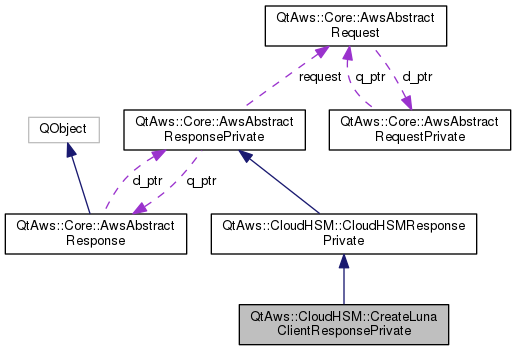 QtAws::Core::AwsAbstract
Request
request
q_ptr
d_ptr
QObject
QtAws::Core::AwsAbstract
ResponsePrivate
QtAws::Core::AwsAbstract
RequestPrivate
d_ptr
q_ptr
QtAws::Core::AwsAbstract
Response
QtAws::CloudHSM::CloudHSMResponse
Private
QtAws::CloudHSM::CreateLuna
ClientResponsePrivate